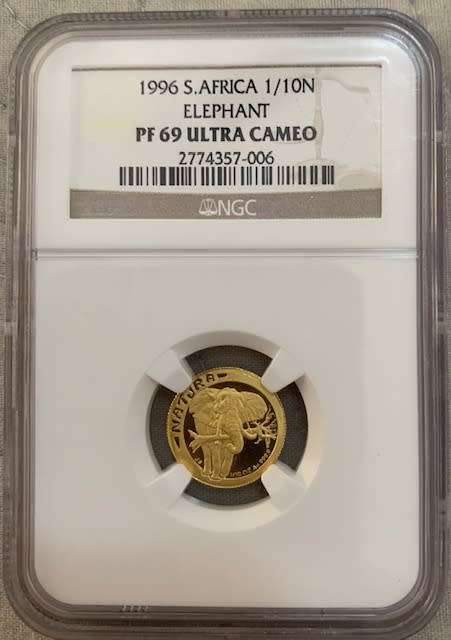 1996 S.AFRICA 1/10N
ELEPHANT
PF 69 ULTRA CAMEO
2774357-006
NGC
NATURA